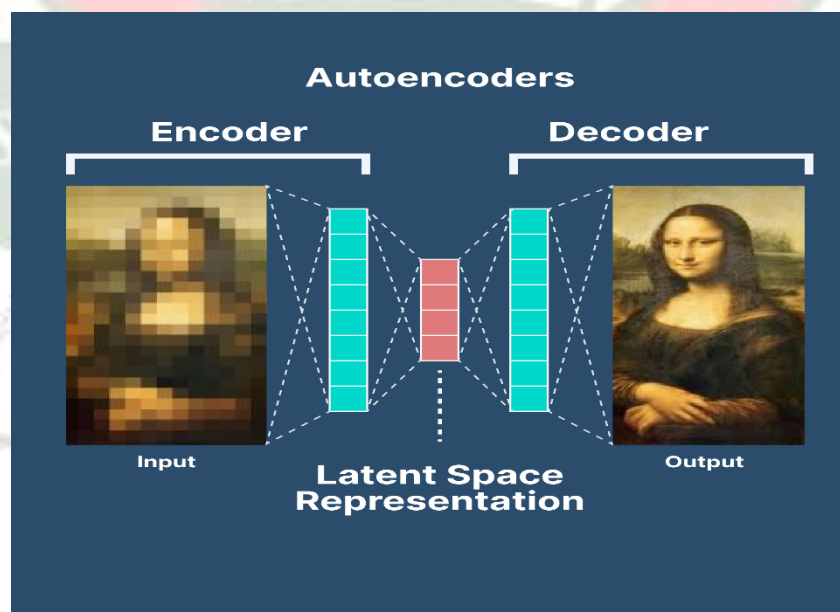 Autoencoders
Encoder
Decoder
Input
Output
Latent Space
Representation